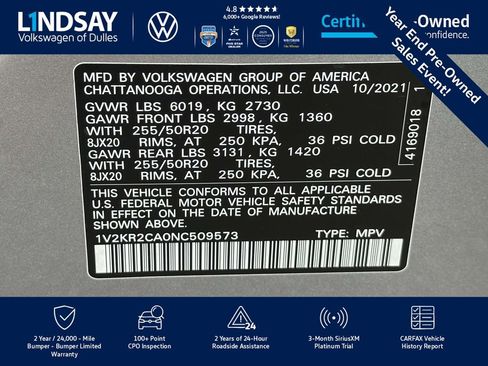 LINDSAY
Volkswagen of Dulles
4.8 ★★★★★
6,000+ Google Reviews!
Certified Pre-Owned
confidence.
Year End Pre-Owned
Sales Event!
MFD BY VOLKSWAGEN GROUP OF AMERICA
CHATTANOOGA OPERATIONS, LLC. USA 10/2021
GVWR LBS 6019, KG 2730
GAWR FRONT LBS 2998, KG 1360
WITH 255/50R20 TIRES,
8JX20 RIMS, AT 250 KPA, 36 PSI COLD
GAWR REAR LBS 3131, KG 1420
WITH 255/50R20 TIRES,
8JX20 RIMS, AT 250 KPA, 36 PSI COLD
THIS VEHICLE CONFORMS TO ALL APPLICABLE
U.S. FEDERAL MOTOR VEHICLE SAFETY STANDARDS
IN EFFECT ON THE DATE OF MANUFACTURE
SHOWN ABOVE.
1V2KR2CA0NC509573 TYPE: MPV
4169018
2 Year / 24,000 - Mile
Bumper - Bumper Limited
Warranty
100+ Point
CPO Inspection
24
2 Years of 24-Hour
Roadside Assistance
3-Month SiriusXM
Platinum Trial
CARFAX Vehicle
History Report